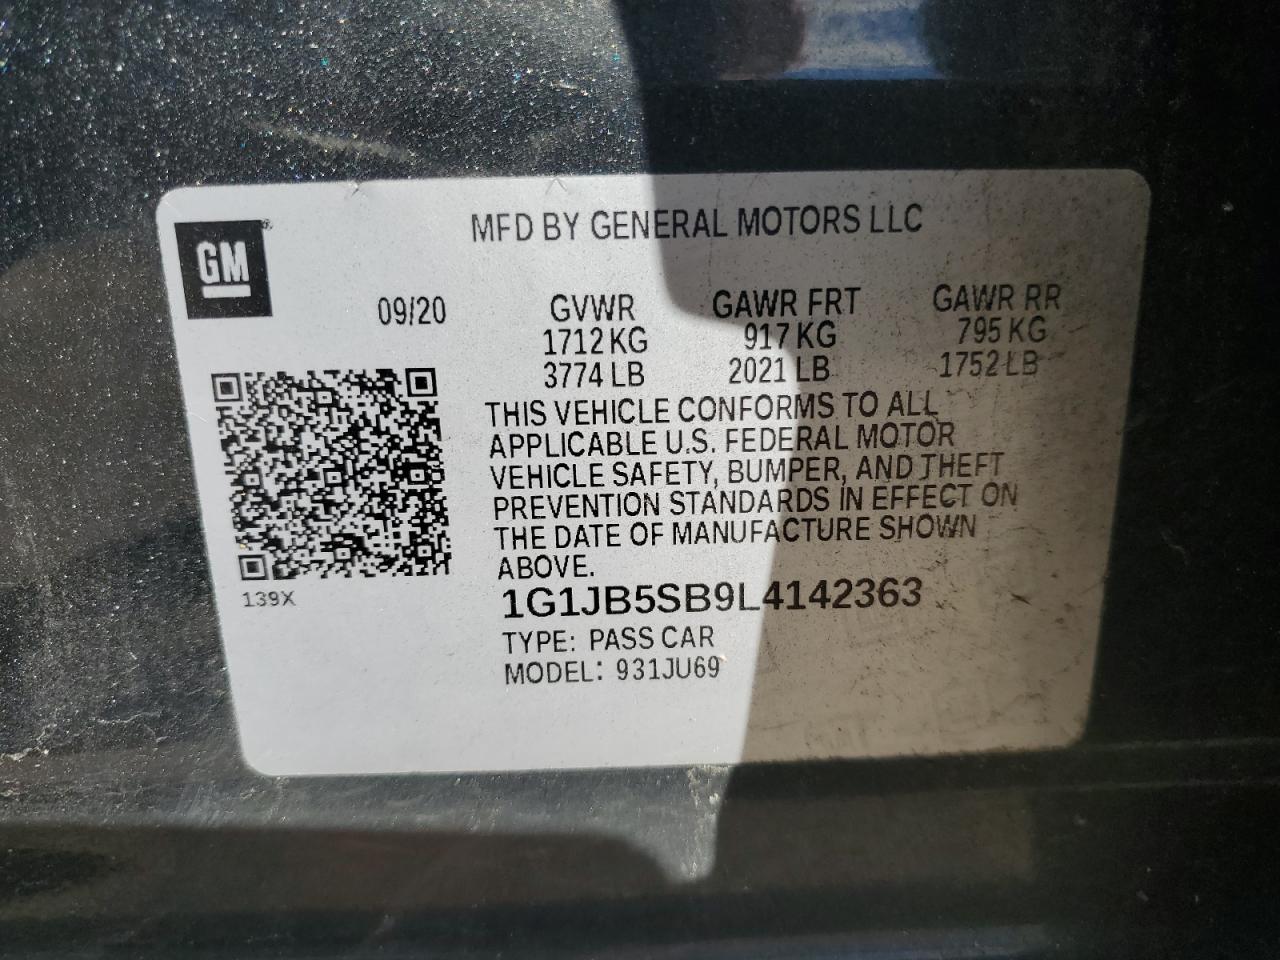 MFD BY GENERAL MOTORS LLC
GM®
09/20 GVWR GAWR FRT GAWR RR
1712 KG 917 KG 795 KG
3774 LB 2021 LB 1752 LB
THIS VEHICLE CONFORMS TO ALL
APPLICABLE U.S. FEDERAL MOTOR
VEHICLE SAFETY, BUMPER, AND THEFT
PREVENTION STANDARDS IN EFFECT ON
THE DATE OF MANUFACTURE SHOWN
ABOVE.
139X
1G1JB5SB9L4142363
TYPE: PASS CAR
MODEL: 931JU69